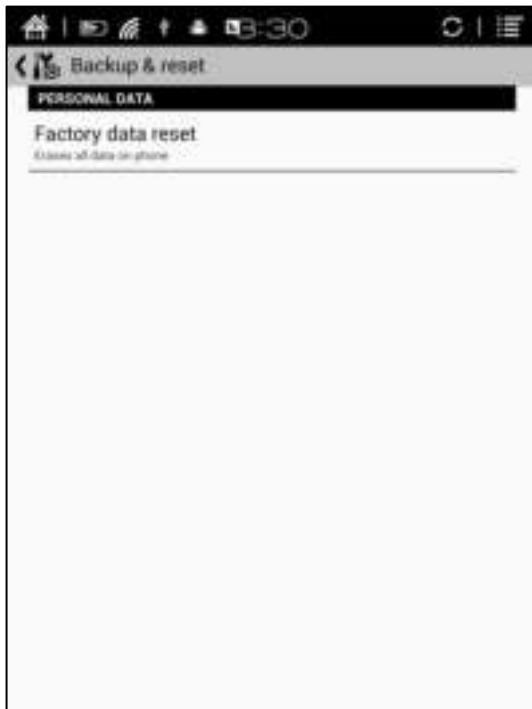 3:30
Backup & reset
PERSONAL DATA
Factory data reset
Erases all data on phone